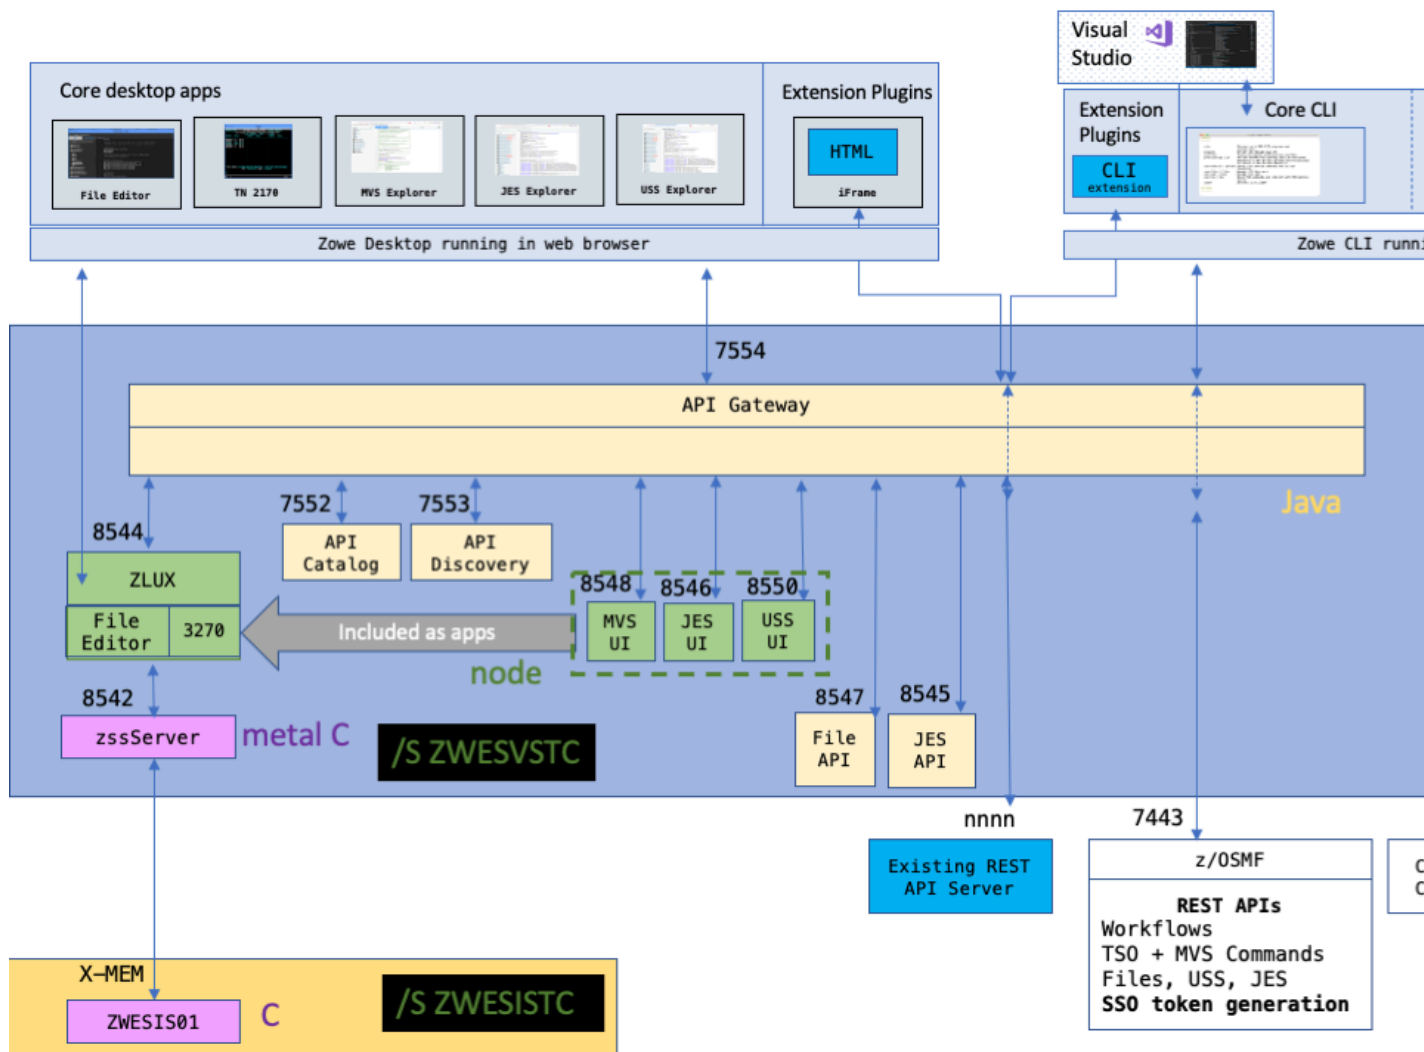 Visual
Studio
Core desktop apps
Extension Plugins
File Editor
TN 2170
MVS Explorer
JES Explorer
USS Explorer
HTML
iFrame
Extension
Plugins
CLI
extension
Core CLI
Zowe Desktop running in web browser
Zowe CLI runni
7554
API Gateway
Java
8544
7552
7553
ZLUX
API
Catalog
API
Discovery
File
Editor
3270
Included as apps
node
8548
8546
8550
MVS
UI
JES
UI
USS
UI
8542
zssServer
metal C
/S ZWESVSTC
8547
8545
File
API
JES
API
nnnn
7443
Existing REST
API Server
z/OSMF
REST APIs
Workflows
TSO + MVS Commands
Files, USS, JES
SSO token generation
C
C
X-MEM
ZWESIS01
C
/S ZWESISTC